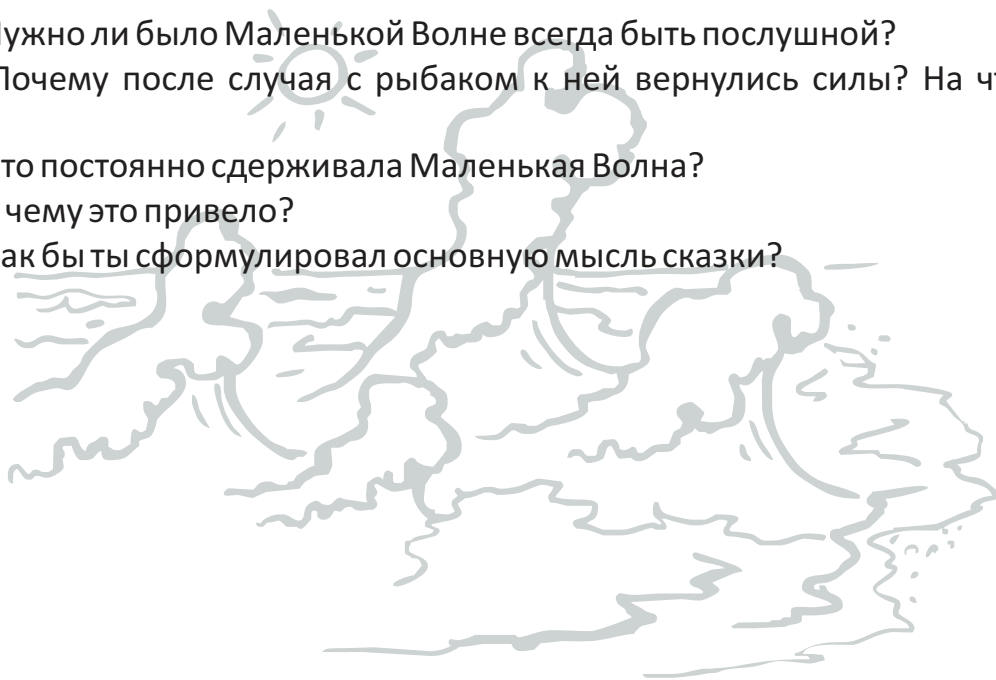 ужно ли было Маленькой Волне всегда быть послушной?
Почему после случая с рыбаком к ней вернулись силы? На чт
то постоянно сдерживала Маленькая Волна?
чему это привело?
ак бы ты сформулировал основную мысль сказки?